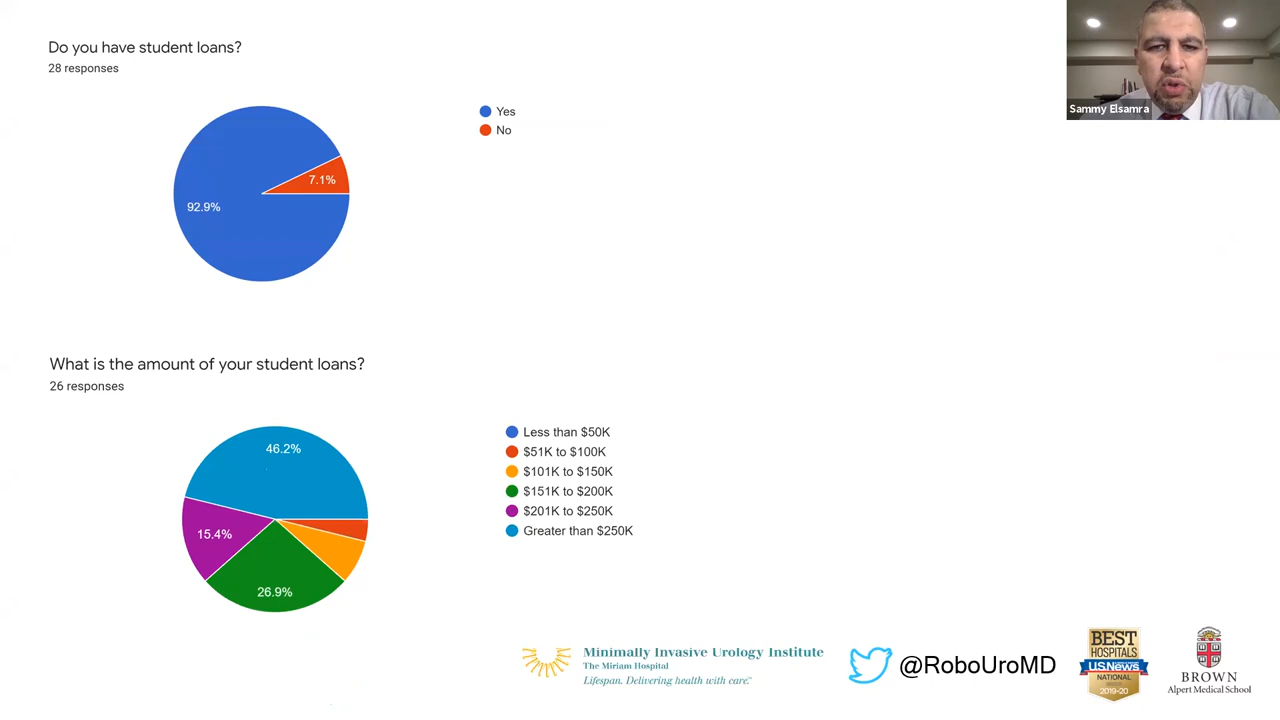 Do you have student loans?
28 responses
Yes
No
7.1%
92.9%
Sammy Elsamra
What is the amount of your student loans?
26 responses
46.2%
15.4%
26.9%
Less than $50K
$51K to $100K
$101K to $150K
$151K to $200K
$201K to $250K
Greater than $250K
Minimally Invasive Urology Institute
The Miriam Hospital
Lifespan. Delivering health with care.
@RoboUroMD
BEST
HOSPITALS
U.S.News
NATIONAL
2019-20
BROWN
Alpert Medical School